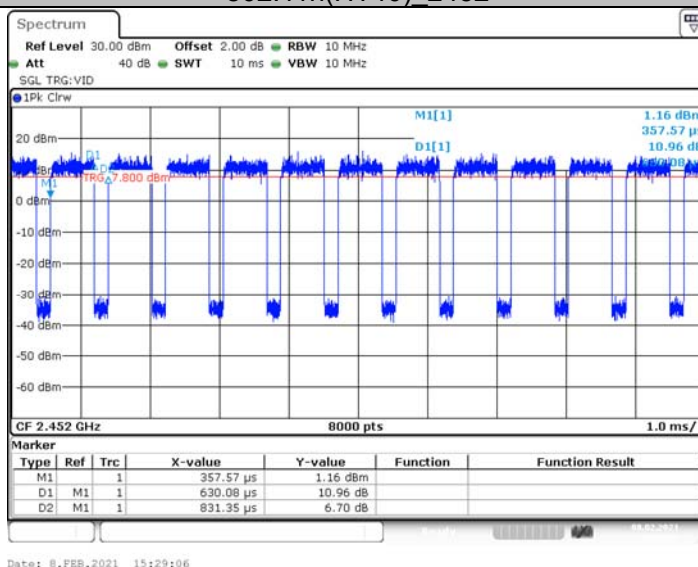 Spectrum
Ref Level 30.00 dBm Offset 2.00 dB RBW 10 MHz
Att 40 dB SWT 10 ms VBW 10 MHz
SGL TRG:VID
1Pk Clrw
M1[1] 1.16 dBm
357.57 µs
D1[1] 10.96 dB
20 dBm
D1
M1
TRG 7.800 dBm
0 dBm
-10 dBm
-20 dBm
-30 dBm
-40 dBm
-50 dBm
-60 dBm
CF 2.452 GHz 8000 pts 1.0 ms/
Marker
Type Ref Trc X-value Y-value Function Function Result
M1 1 357.57 µs 1.16 dBm
D1 M1 1 630.08 µs 10.96 dB
D2 M1 1 831.35 µs 6.70 dB
Date: 8.FEB.2021 15:29:06